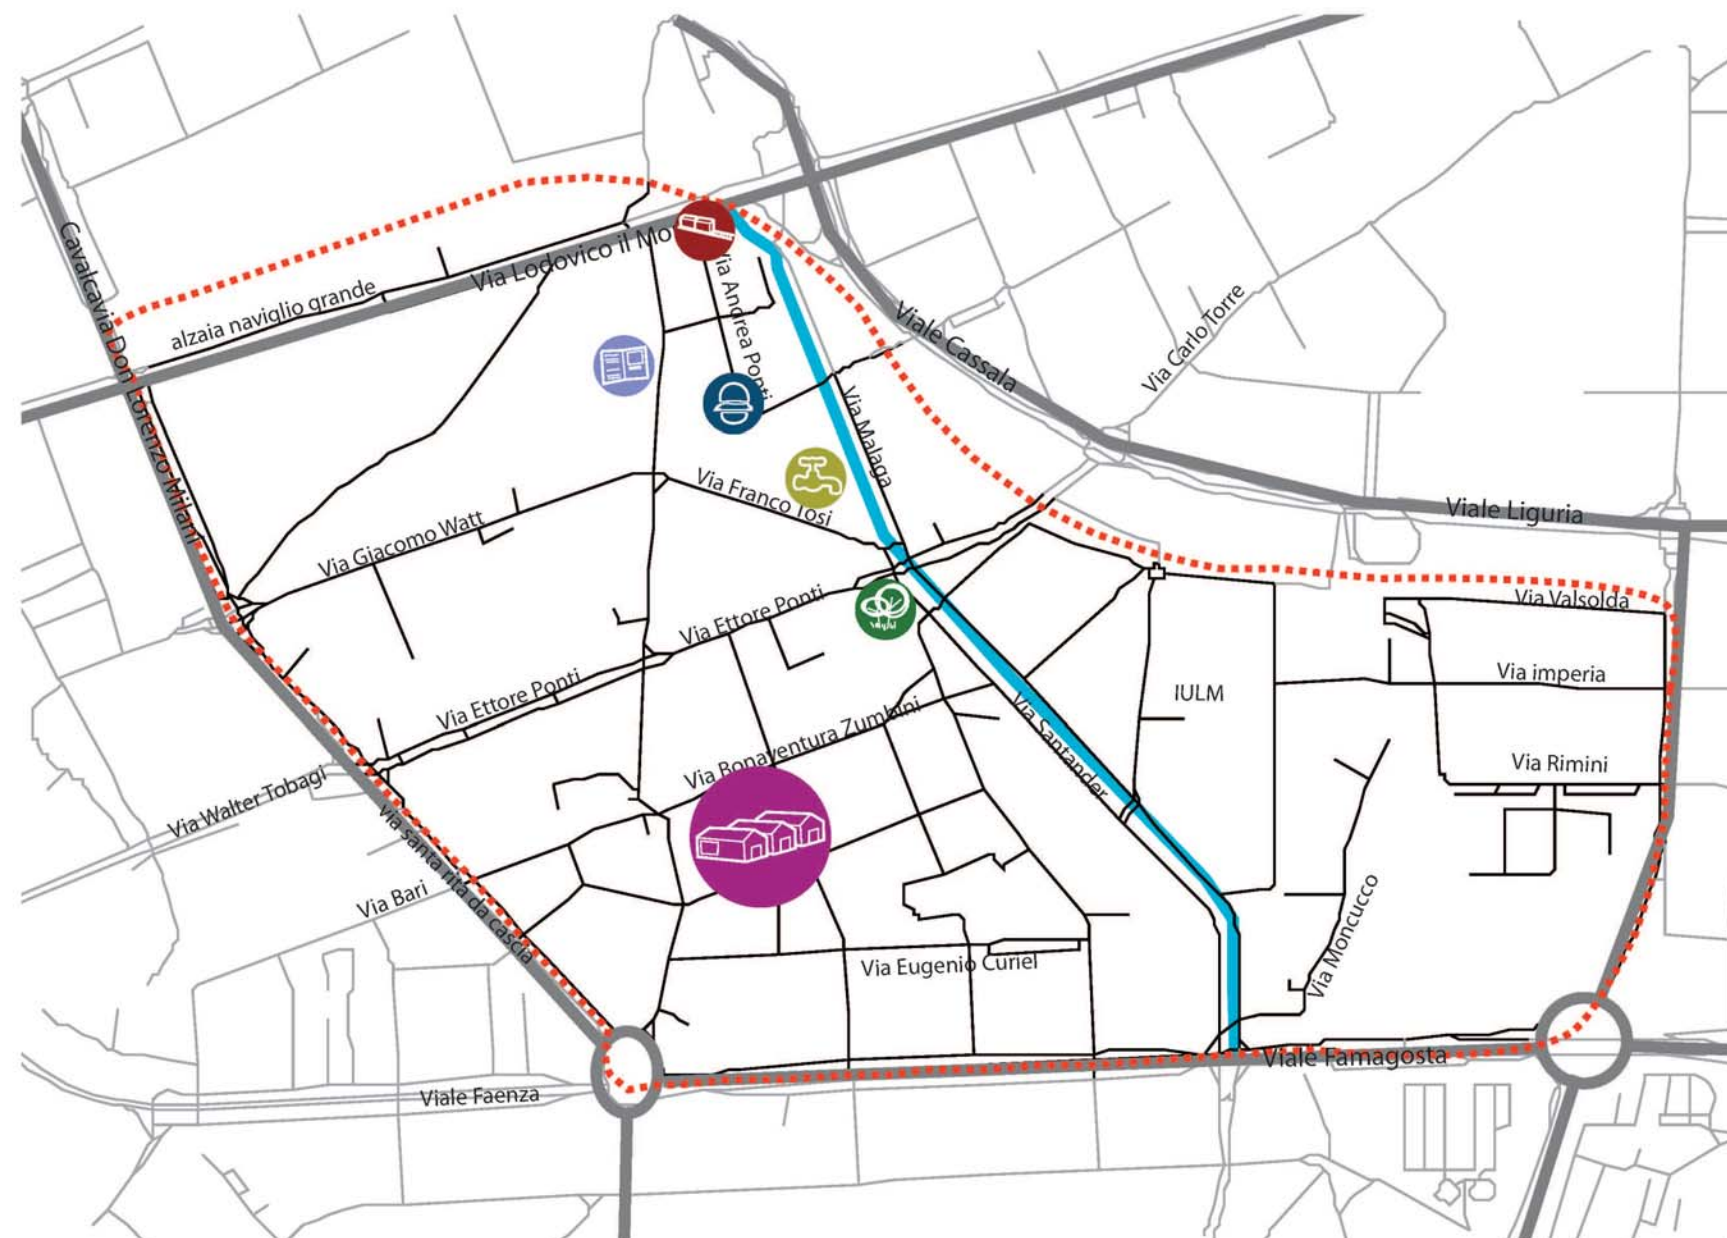 Cavalcavia Don Lorenzo Milani
alzaia naviglio grande
Via Lodovico il Mo
Via Andrea Ponti
Viale Cassala
Via Carlo Torre
Via Malaga
Via Franco Tosi
Viale Liguria
Via Giacomo Watt
Via Ettore Ponti
Via Valsolda
Via Ettore Ponti
Via imperia
IULM
Via Bonaventura Zumbini
Via Santander
Via Rimini
Via Walter Tobagi
Via santa rita da cascia
Via Bari
Via Moncucco
Via Eugenio Curiel
Viale Famagosta
Viale Faenza